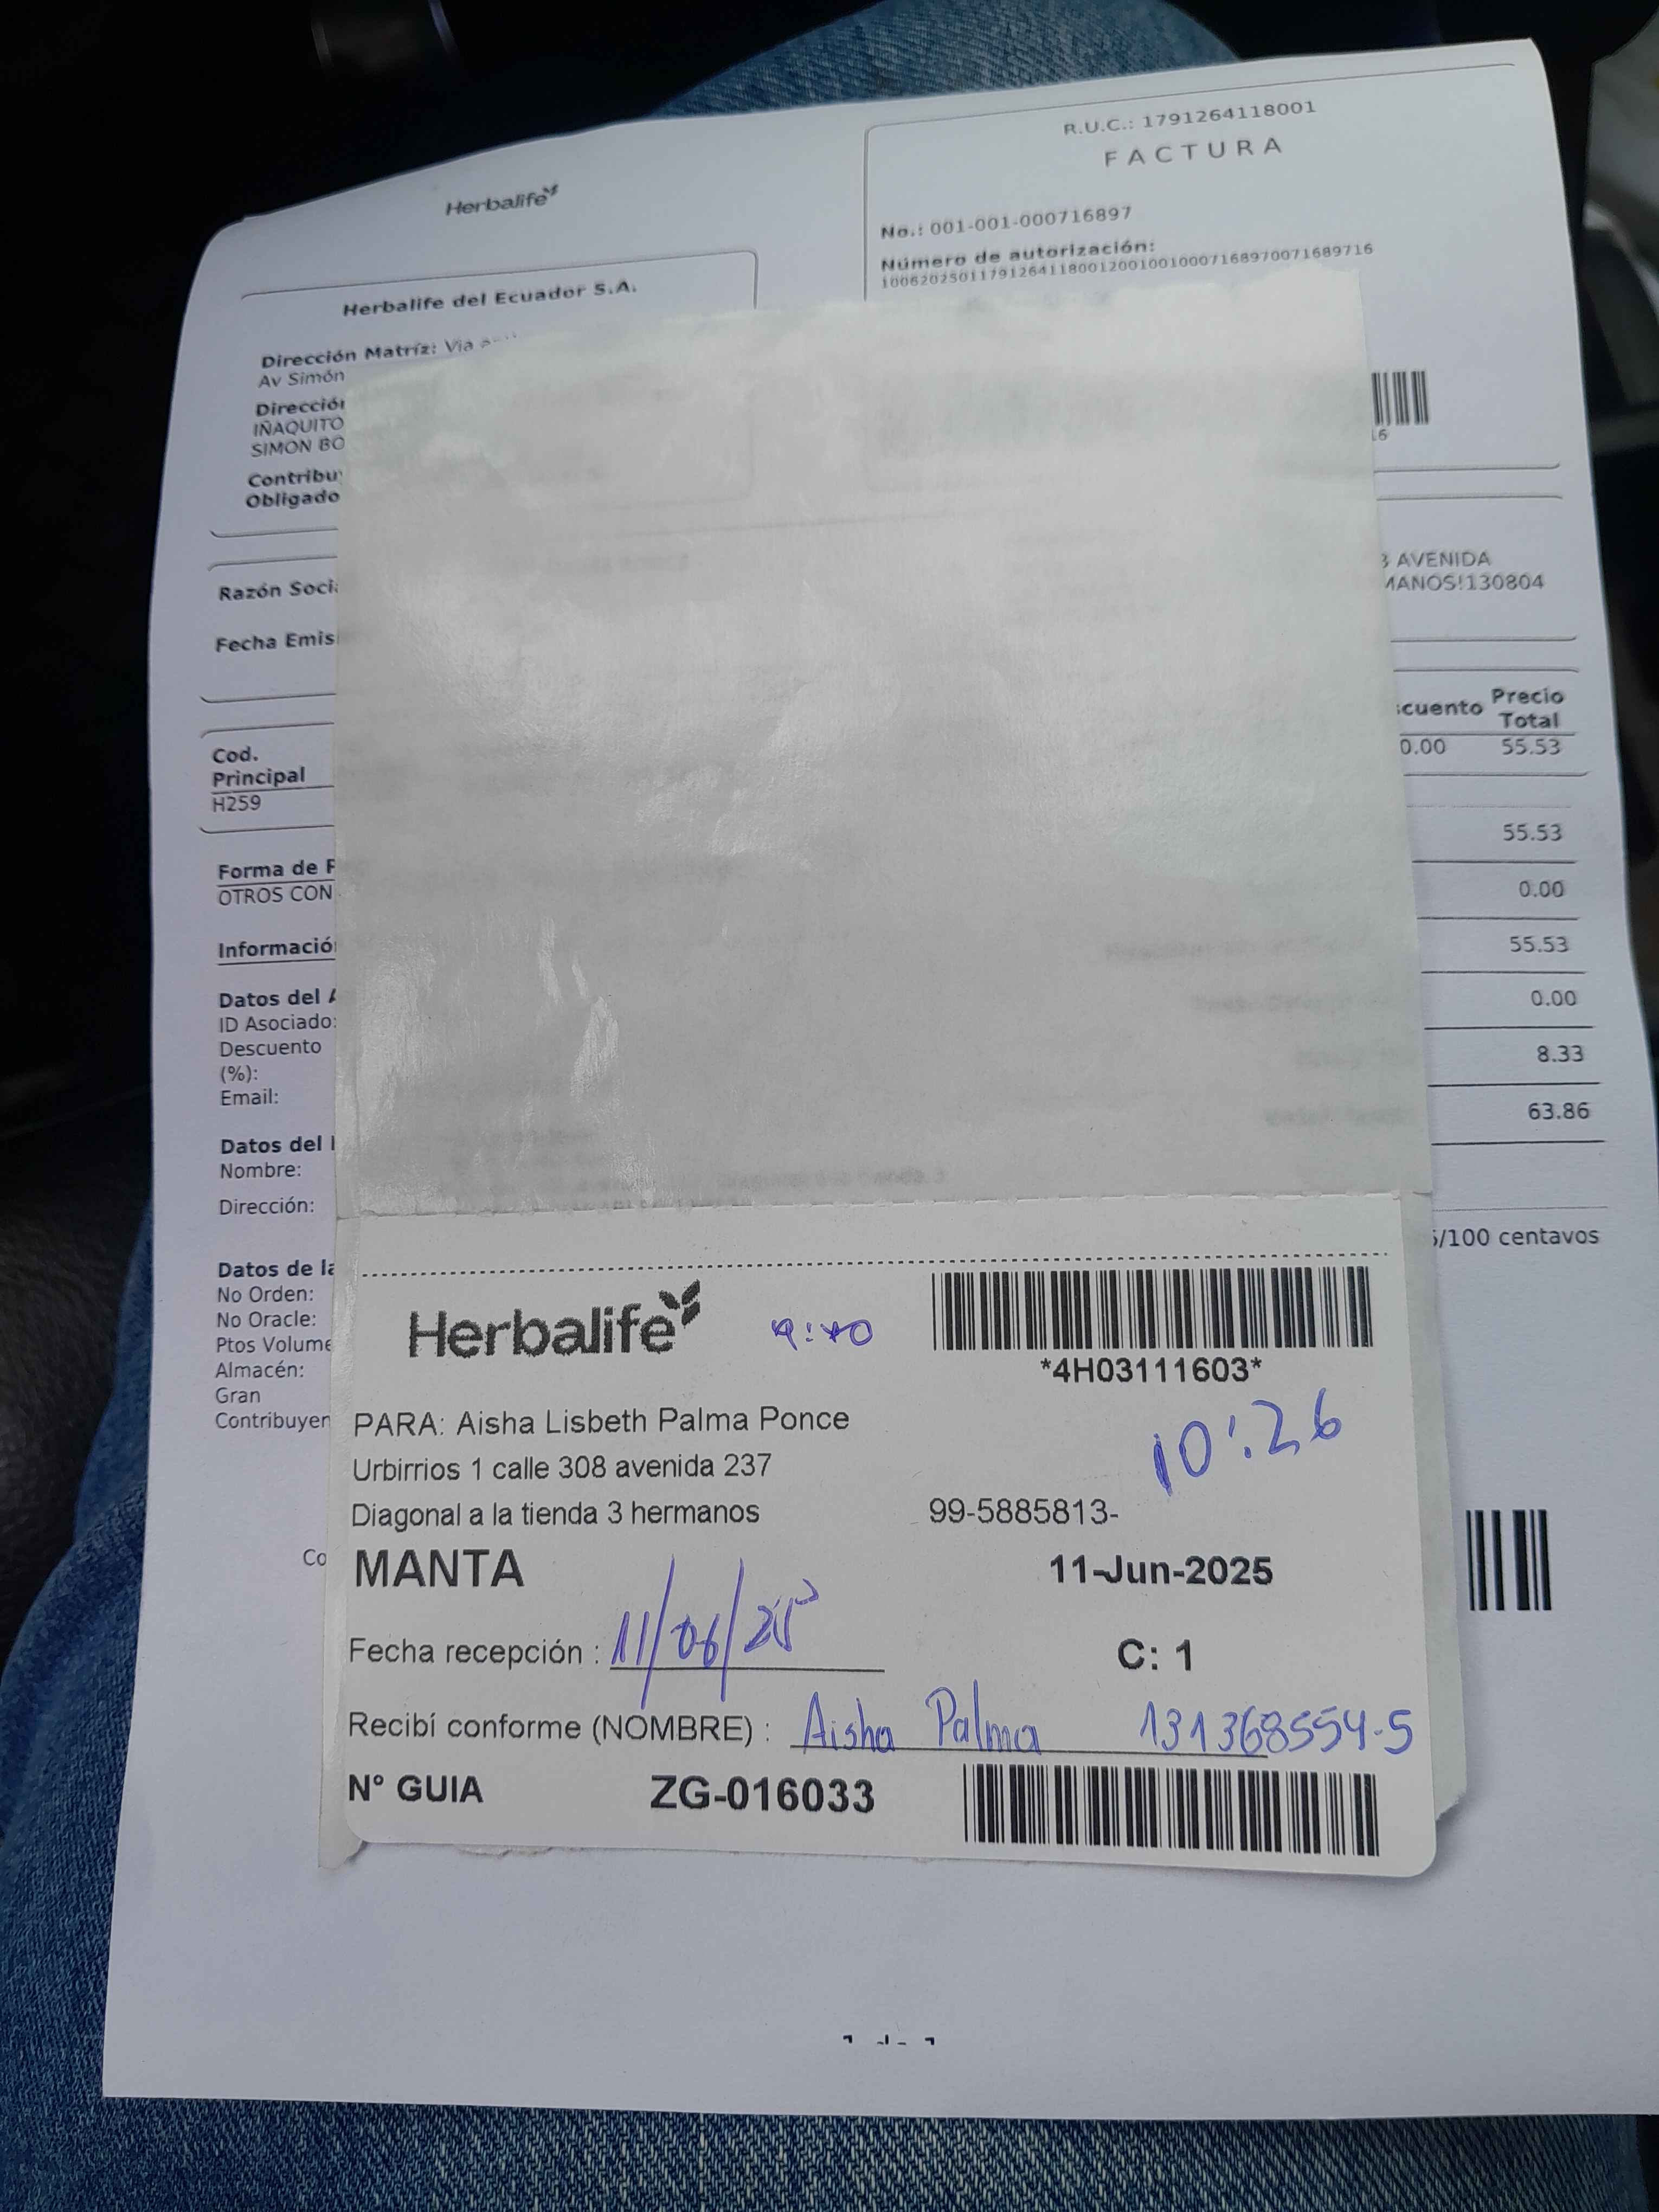 Herbalife
R.U.C.: 1791264118001
FACTURA
No.: 001-001-000716897
Número de autorización:
1006202501179126411800120010010007168970071689716
Herbalife del Ecuador S.A.
Dirección Matríz: Via
Av Simón
Direcció
IÑAQUITO
SIMON BO
Contribu
Obligado
16
Razón Soci
AVENIDA
MANOS!130804
Fecha Emis
Cod.
Principal
H259
scuento
Precio
Total
0.00 55.53
55.53
Forma de P
OTROS CON
0.00
Informació
55.53
Datos del A
0.00
ID Asociado:
Descuento
(%):
8.33
Email:
63.86
Datos del
Nombre:
Dirección:
/100 centavos
Datos de la
No Orden:
No Oracle:
Ptos Volume
Almacén:
Gran
Contribuyen
Co
Herbalife
*4H03111603*
10:26
PARA: Aisha Lisbeth Palma Ponce
Urbirrios 1 calle 308 avenida 237
Diagonal a la tienda 3 hermanos 99-5885813-
MANTA 11-Jun-2025
Fecha recepción : 11/06/25 C: 1
Recibí conforme (NOMBRE) : Aisha Palma 131368554-5
N° GUIA ZG-016033